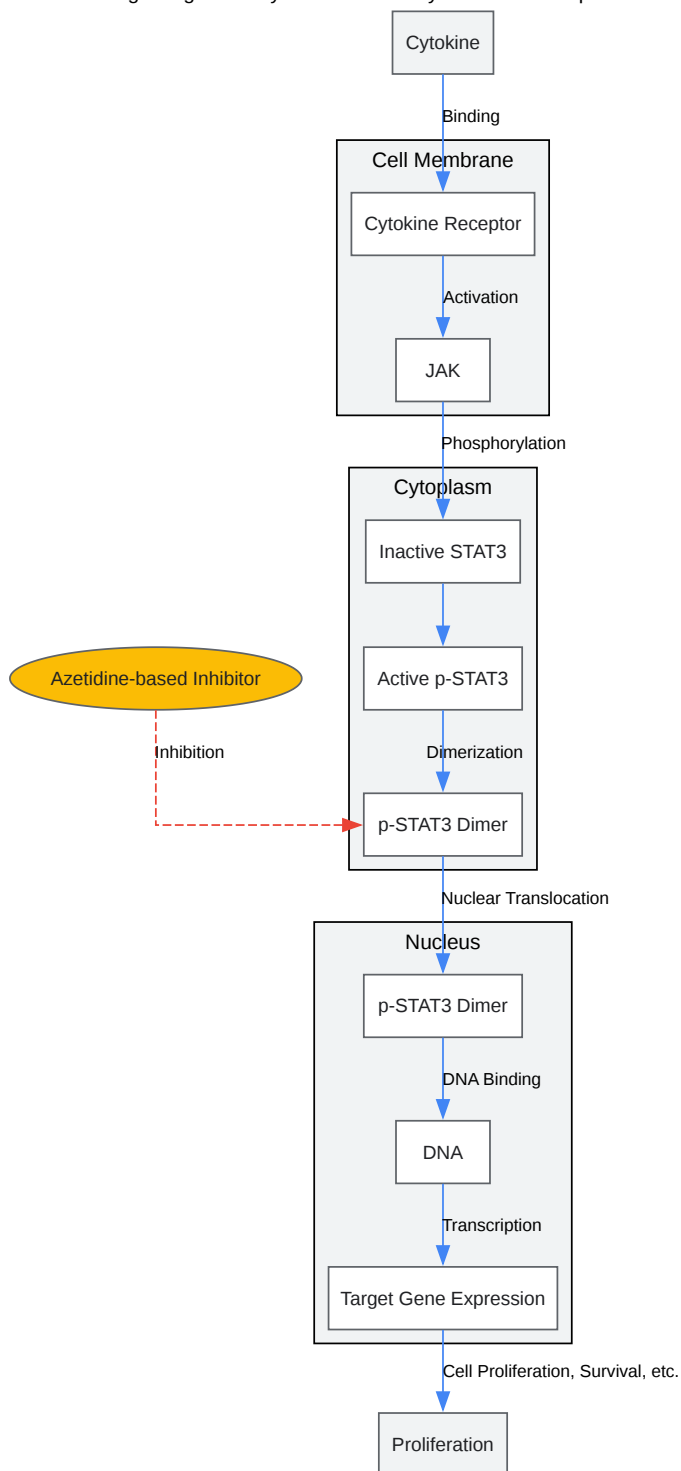 Cytokine
Binding
Cell Membrane
Cytokine Receptor
Activation
JAK
Phosphorylation
Cytoplasm
Inactive STAT3
Azetidine-based Inhibitor
Active p-STAT3
Inhibition
Dimerization
p-STAT3 Dimer
Nuclear Translocation
Nucleus
p-STAT3 Dimer
DNA Binding
DNA
Transcription
Target Gene Expression
Cell Proliferation, Survival, etc.
Proliferation